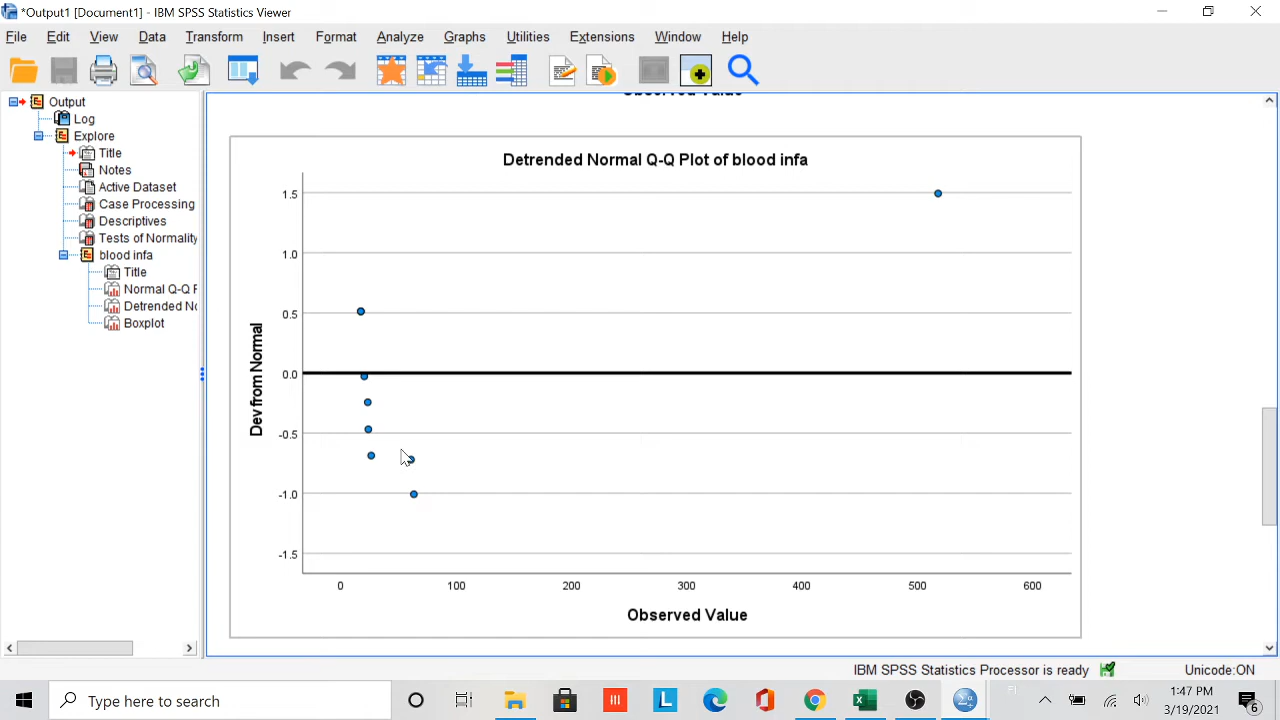 *Output1 [Document1] - IBM SPSS Statistics Viewer
File Edit View Data Transform Insert Format Analyze Graphs Utilities Extensions Window Help
Output
Log
Explore
Title
Notes
Active Dataset
Case Processing
Descriptives
Tests of Normality
blood infa
Title
Normal Q-Q P
Detrended No
Boxplot
Observed Value
Detrended Normal Q-Q Plot of blood infa
1.5
1.0
0.5
0.0
-0.5
-1.0
-1.5
Dev from Normal
0 100 200 300 400 500 600
Observed Value
IBM SPSS Statistics Processor is ready Unicode:ON
Type here to search
L
1:47 PM
3/19/2021
6